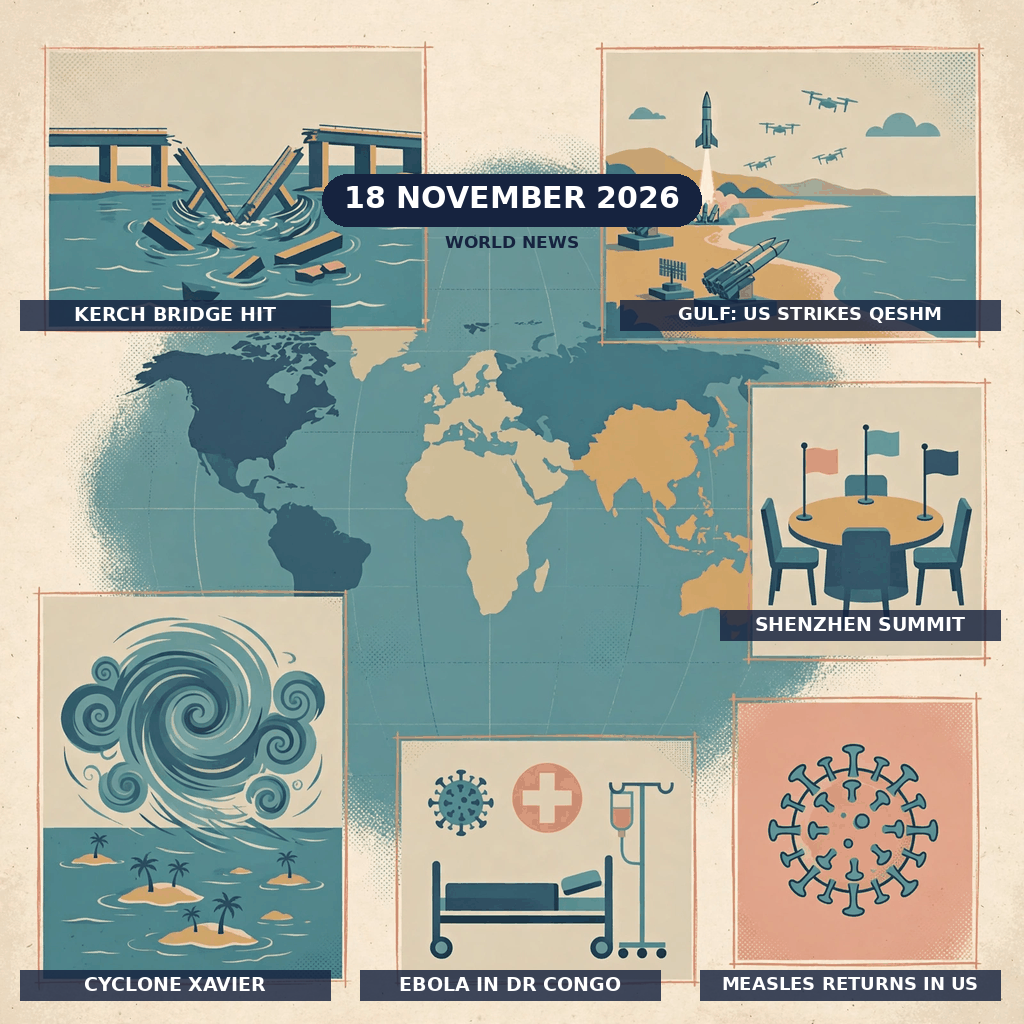 18 NOVEMBER 2026
WORLD NEWS
KERCH BRIDGE HIT
GULF: US STRIKES QESHM
SHENZHEN SUMMIT
CYCLONE XAVIER
EBOLA IN DR CONGO
MEASLES RETURNS IN US